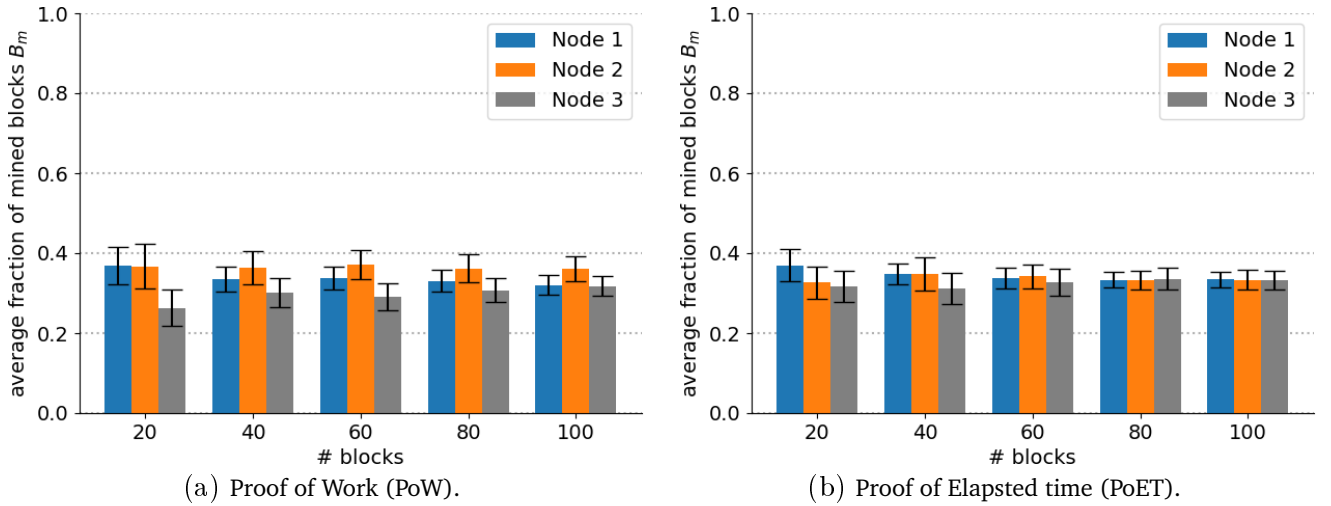 average fraction of mined blocks Bm
1.0
0.8
0.6
0.4
0.2
0.0
Node 1
Node 2
Node 3
20 40 60 80 100
# blocks
(a) Proof of Work (PoW).
average fraction of mined blocks Bm
1.0
0.8
0.6
0.4
0.2
0.0
Node 1
Node 2
Node 3
20 40 60 80 100
# blocks
(b) Proof of Elapsted time (PoET).